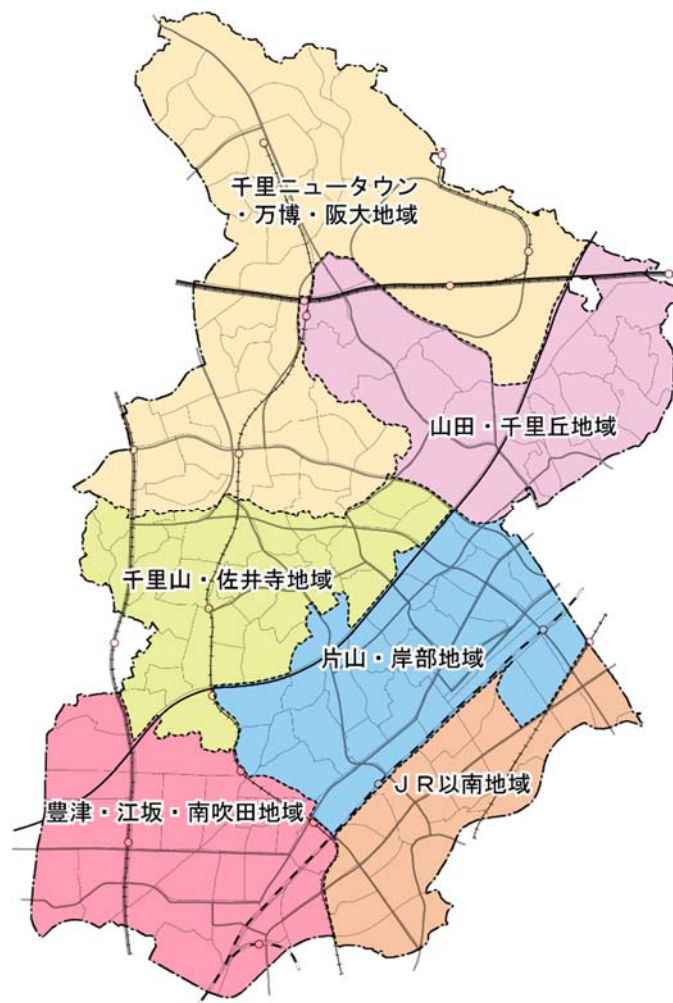 千里ニュータウン
・万博・阪大地域
山田・千里丘地域
千里山・佐井寺地域
片山・岸部地域
ＪＲ以南地域
豊津・江坂・南吹田地域